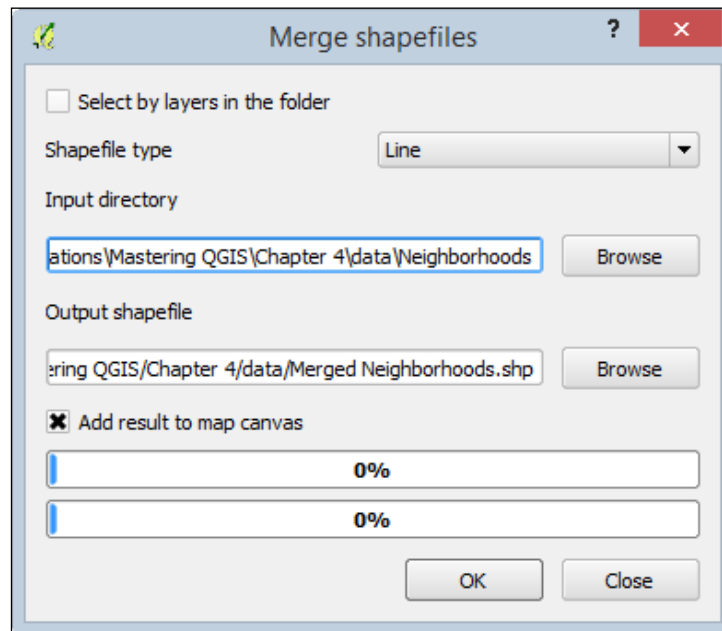 Merge shapefiles
?
×
Select by layers in the folder
Shapefile type
Line
Input directory
ations\Mastering QGIS\Chapter 4\data\Neighborhoods
Browse
Output shapefile
ering QGIS/Chapter 4/data/Merged Neighborhoods.shp
Browse
Add result to map canvas
0%
0%
OK
Close